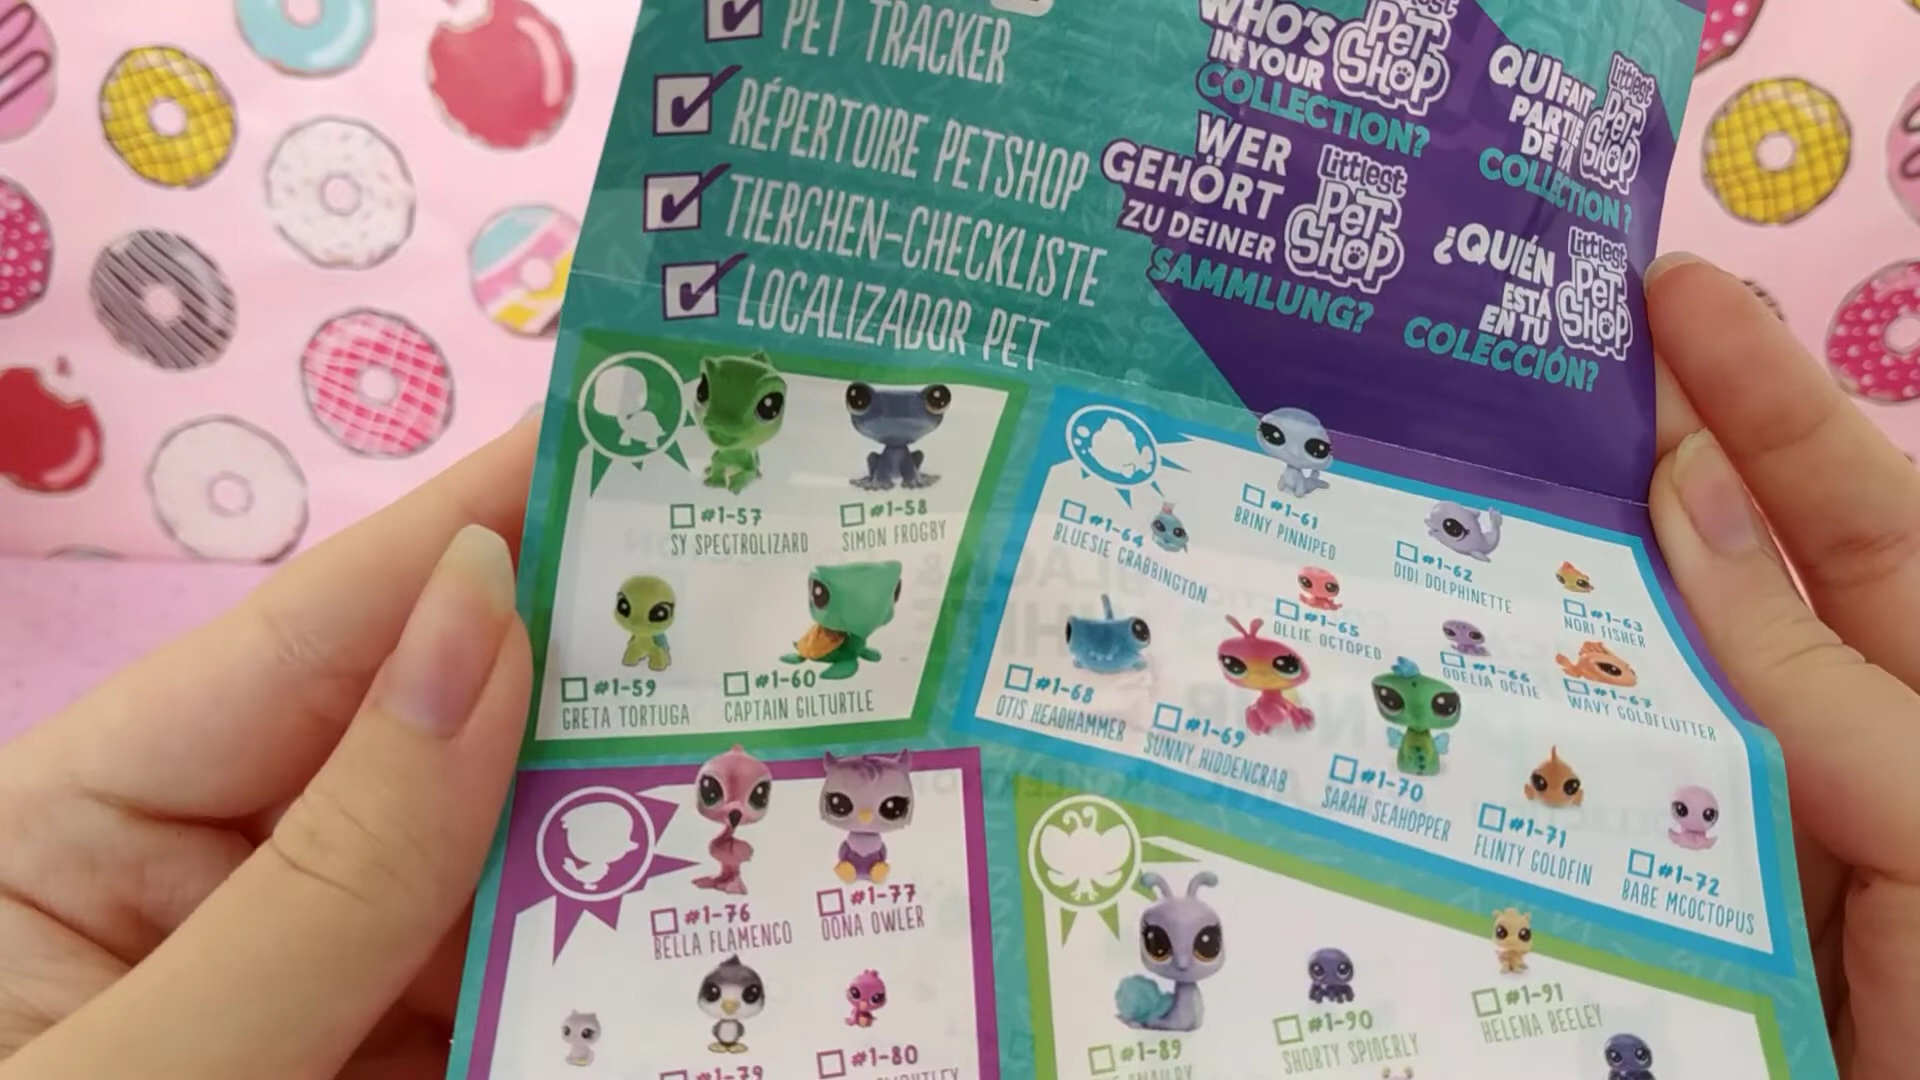 PET TRACKER
RÉPERTOIRE PETSHOP
TIERCHEN-CHECKLISTE
LOCALIZADOR PET
WHO'S
IN YOUR
PET
SHOP
COLLECTION?
QUI FAIT
PARTIE
DE TA
Littlest
PET
SHOP
COLLECTION?
WER
GEHÖRT
ZU DEINER
Littlest
PET
SHOP
SAMMLUNG?
¿QUIÉN
ESTÁ
EN TU
Littlest
PET
SHOP
COLECCIÓN?
#1-57
SY SPECTROLIZARD
#1-58
SIMON FROGBY
#1-59
GRETA TORTUGA
#1-60
CAPTAIN GILTURTLE
#1-61
BRINY PINNIPED
#1-62
DIDI DOLPHINETTE
#1-63
NORI FISHER
#1-64
BLUESIE CRABBINGTON
#1-65
OLLIE OCTOPED
#1-66
ODELIA OCTIE
#1-67
WAVY GOLDFLUTTER
#1-68
OTIS HEADHAMMER
#1-69
SUNNY HIDDENCRAB
#1-70
SARAH SEAHOPPER
#1-71
FLINTY GOLDFIN
#1-72
BABE MCOCTOPUS
#1-76
BELLA FLAMENCO
#1-77
OONA OWLER
#1-79
#1-80
#1-89
#1-90
SHORTY SPIDERLY
#1-91
HELENA BEELEY